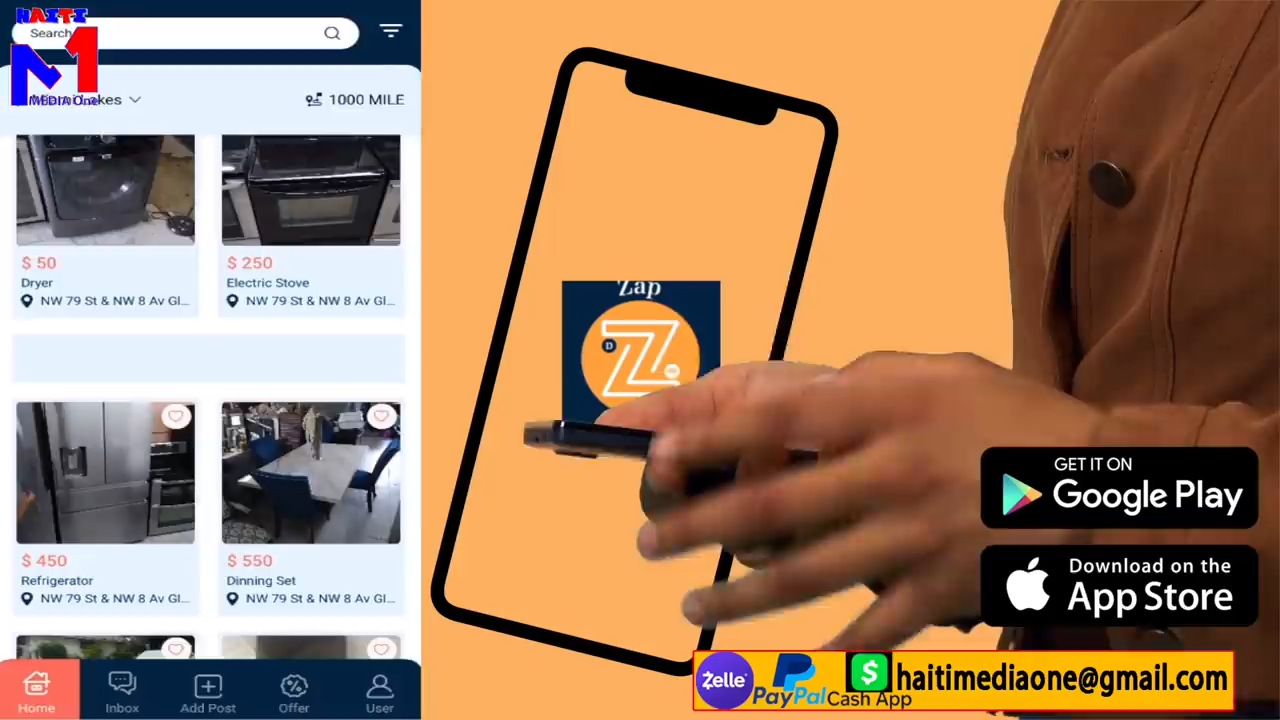 HAITI
Search
M1
MEDIA One
1000 MILE
$ 50
Dryer
NW 79 St & NW 8 Av Gl...
$ 250
Electric Stove
NW 79 St & NW 8 Av Gl...
$ 450
Refrigerator
NW 79 St & NW 8 Av Gl...
$ 550
Dinning Set
NW 79 St & NW 8 Av Gl...
Home
Inbox
Add Post
Offer
User
Zap
D
Z
GET IT ON
Google Play
Download on the
App Store
Zelle
PayPal
$
Cash App
haitimediaone@gmail.com